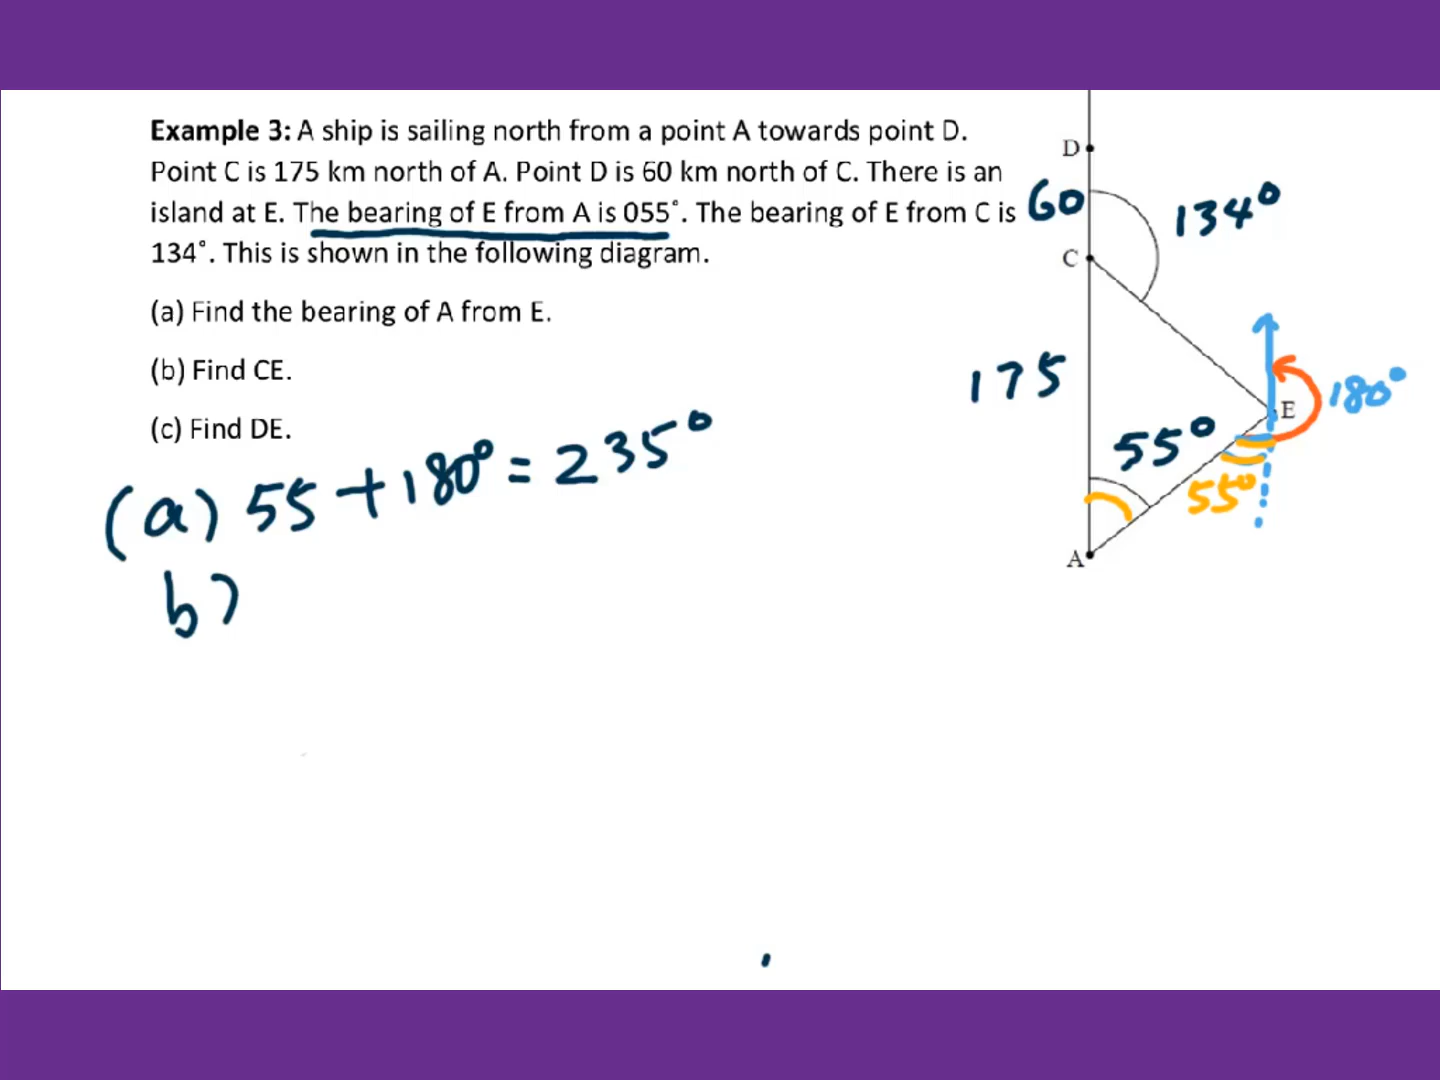 Example 3: A ship is sailing north from a point A towards point D.
Point C is 175 km north of A. Point D is 60 km north of C. There is an
island at E. The bearing of E from A is 055°. The bearing of E from C is
134°. This is shown in the following diagram.
(a) Find the bearing of A from E.
(b) Find CE.
(c) Find DE.
(a) 55 + 180° = 235°
b)
D
60
134°
C
175
180°
E
55°
55°
A